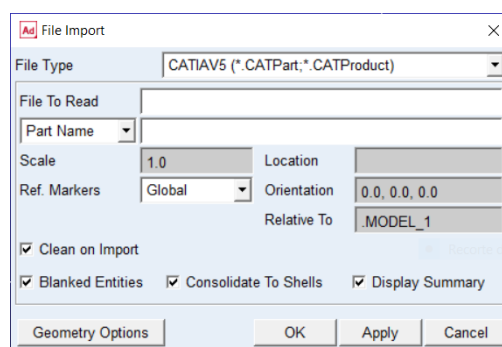 Ad File Import
File Type CATIAV5 (*.CATPart;*.CATProduct)
File To Read
Part Name
Scale 1.0 Location
Ref. Markers Global Orientation 0.0, 0.0, 0.0
Relative To .MODEL_1
Clean on Import
Blanked Entities Consolidate To Shells Display Summary
Geometry Options OK Apply Cancel